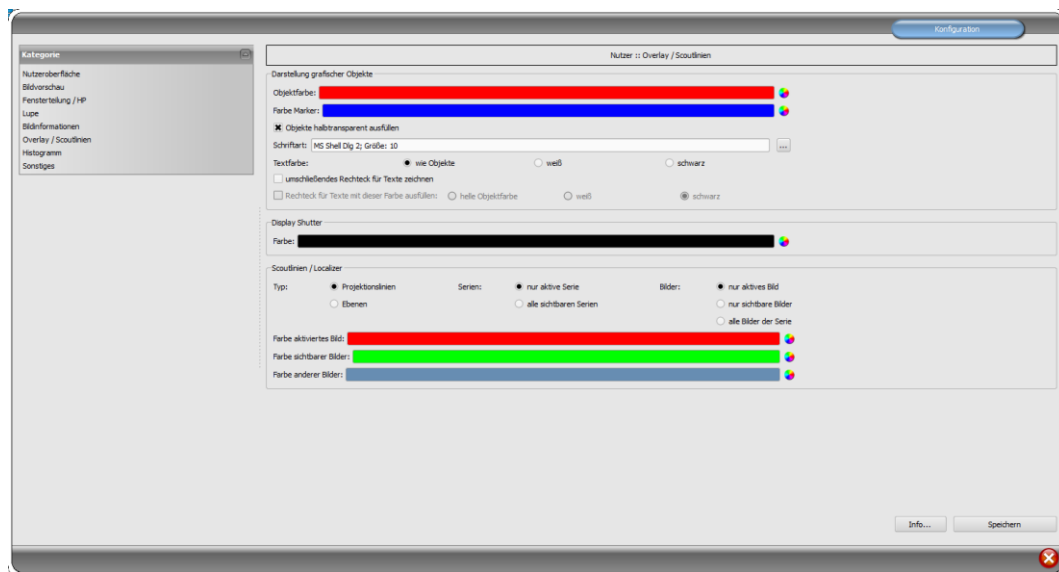 Konfiguration
Kategorie
Nutzeroberfläche
Bildvorschau
Fensterteilung / HP
Lupe
Bildinformationen
Overlay / Scoutlinien
Histogramm
Sonstiges
Nutzer :: Overlay / Scoutlinien
Darstellung grafischer Objekte
Objektfarbe:
Farbe Marker:
Objekte halbtransparent ausfüllen
Schriftart: MS Shell Dlg 2; Größe: 10 ...
Textfarbe: wie Objekte weiß schwarz
umschließendes Rechteck für Texte zeichnen
Rechteck für Texte mit dieser Farbe ausfüllen: helle Objektfarbe weiß schwarz
Display Shutter
Farbe:
Scoutlinien / Localizer
Typ: Projektionslinien Serien: nur aktive Serie Bilder: nur aktives Bild
Ebenen alle sichtbaren Serien nur sichtbare Bilder
alle Bilder der Serie
Farbe aktiviertes Bild:
Farbe sichtbarer Bilder:
Farbe anderer Bilder:
Info... Speichern